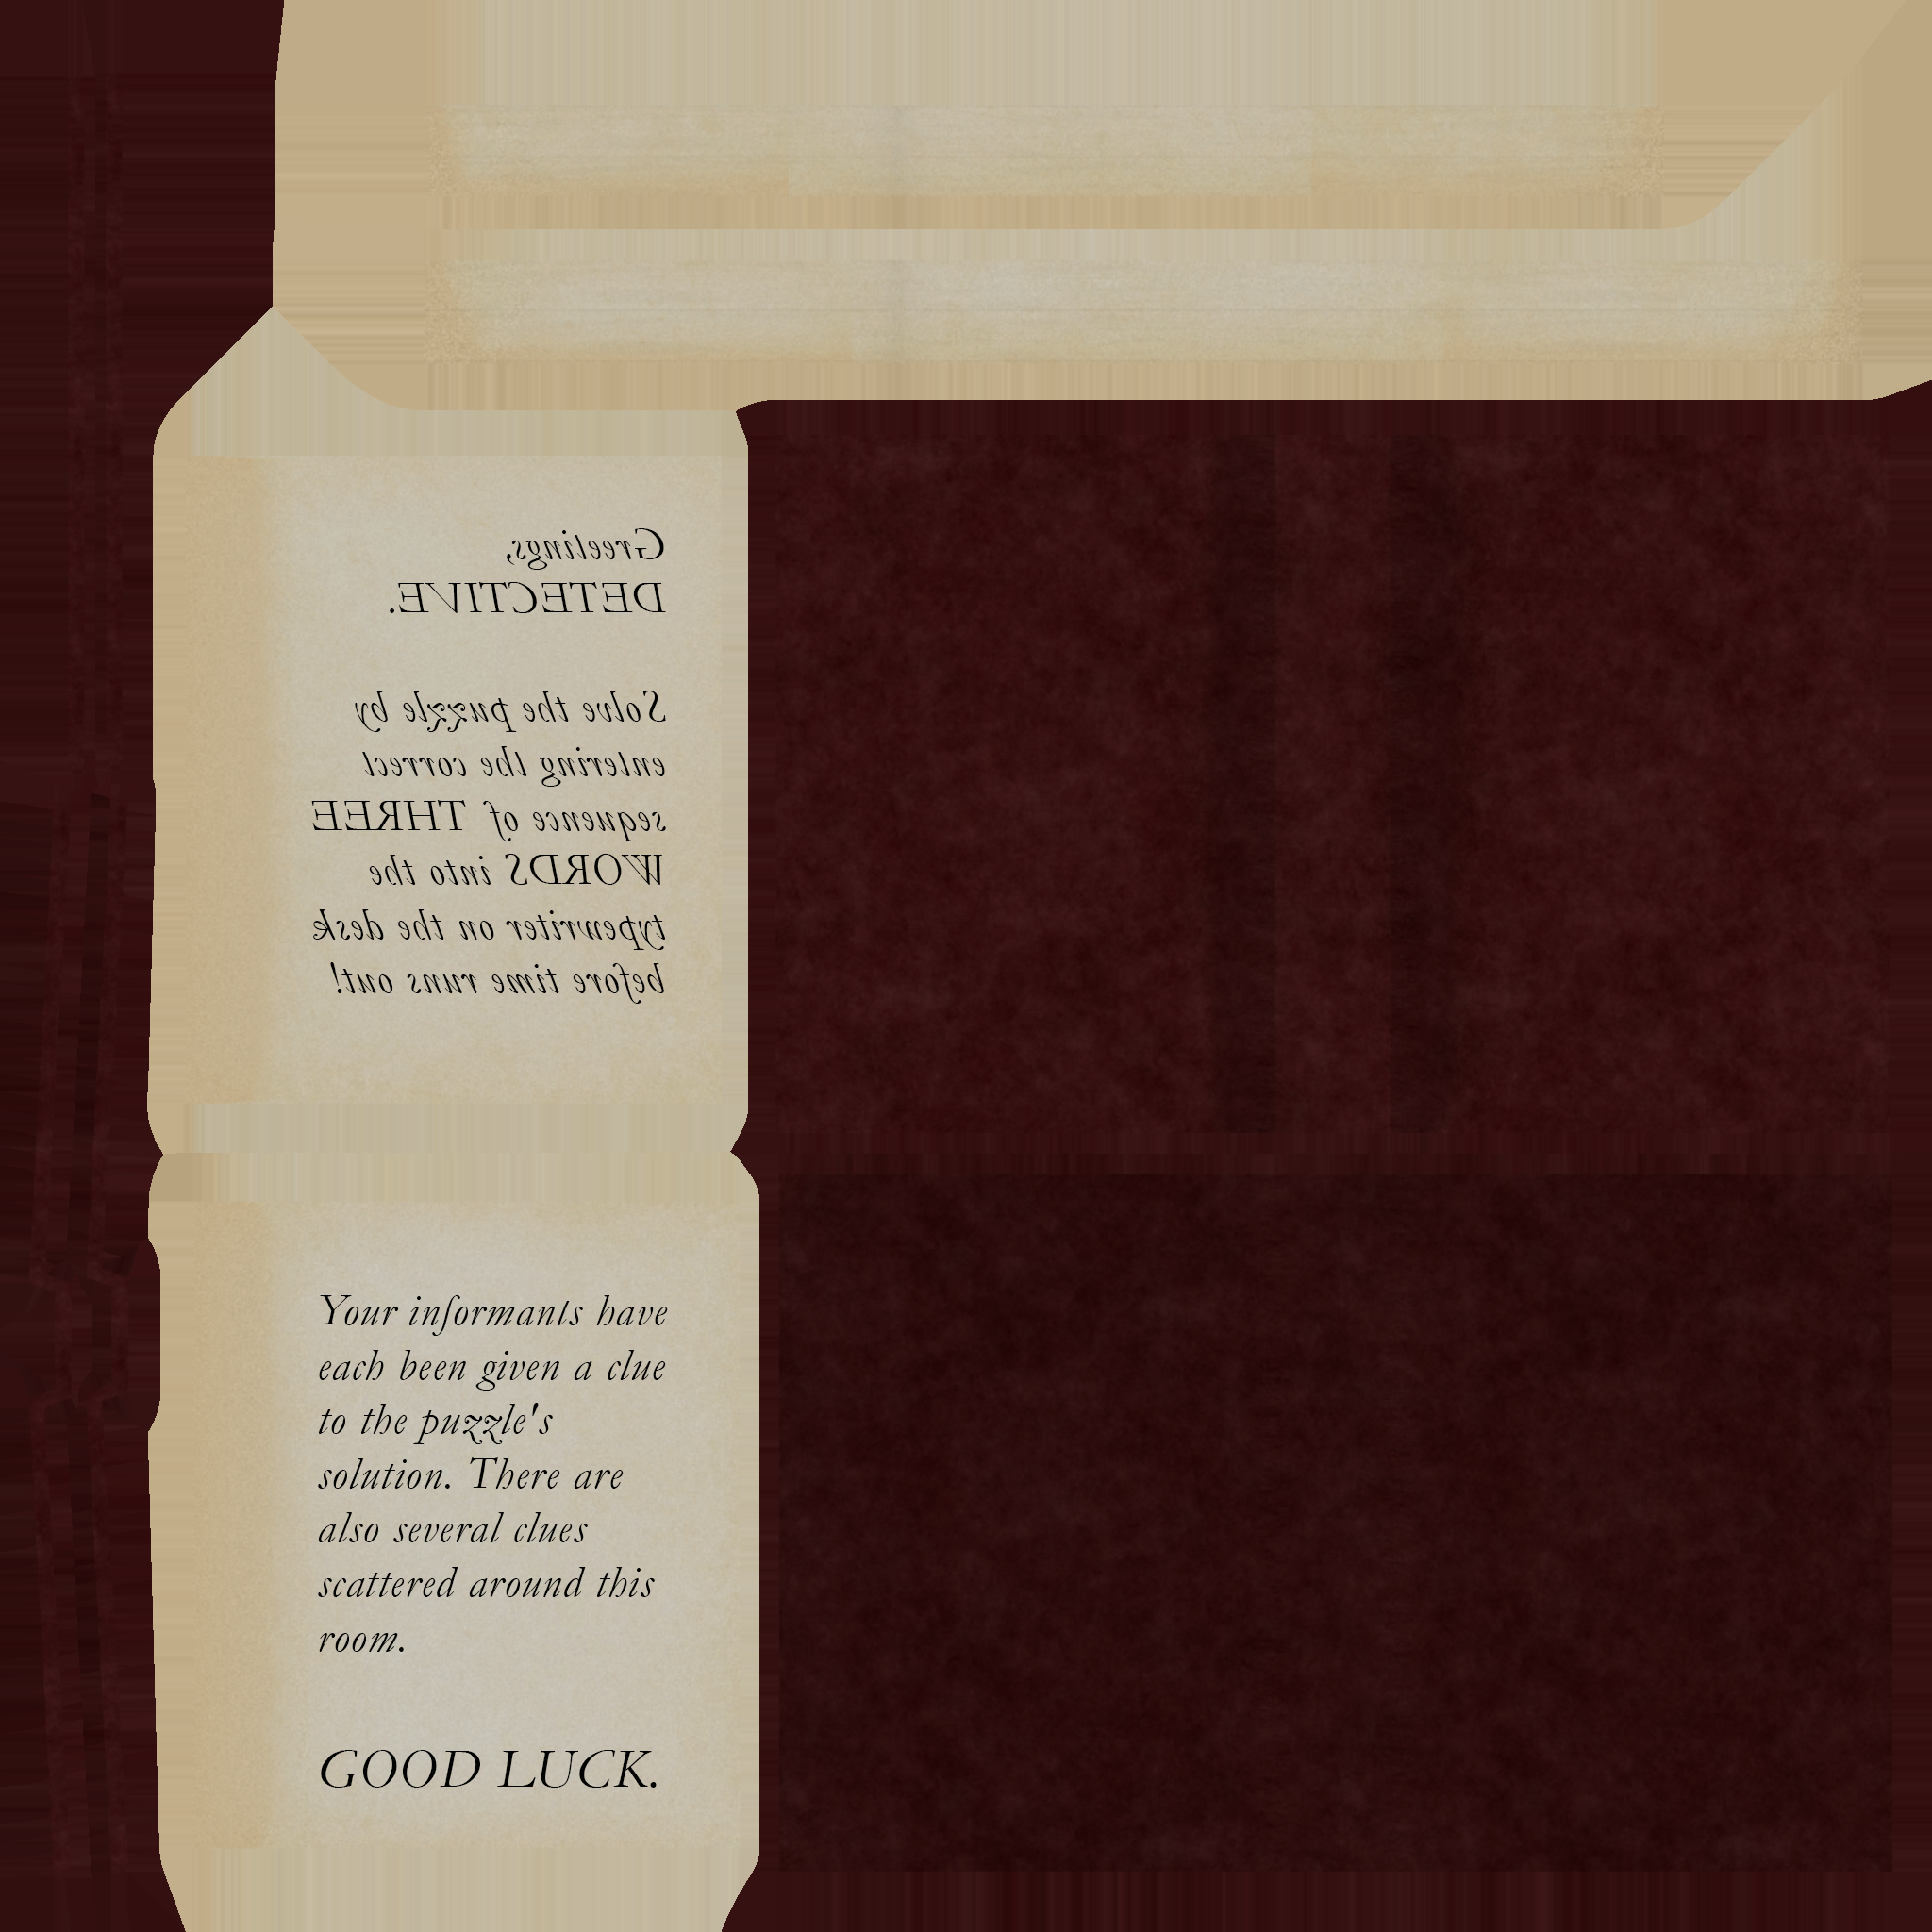 Greetings,
DETECTIVE.
Solve the puzzle by
entering the correct
sequence of THREE
WORDS into the
typewriter on the desk
before time runs out!
Your informants have
each been given a clue
to the puzzle's
solution. There are
also several clues
scattered around this
room.
GOOD LUCK.